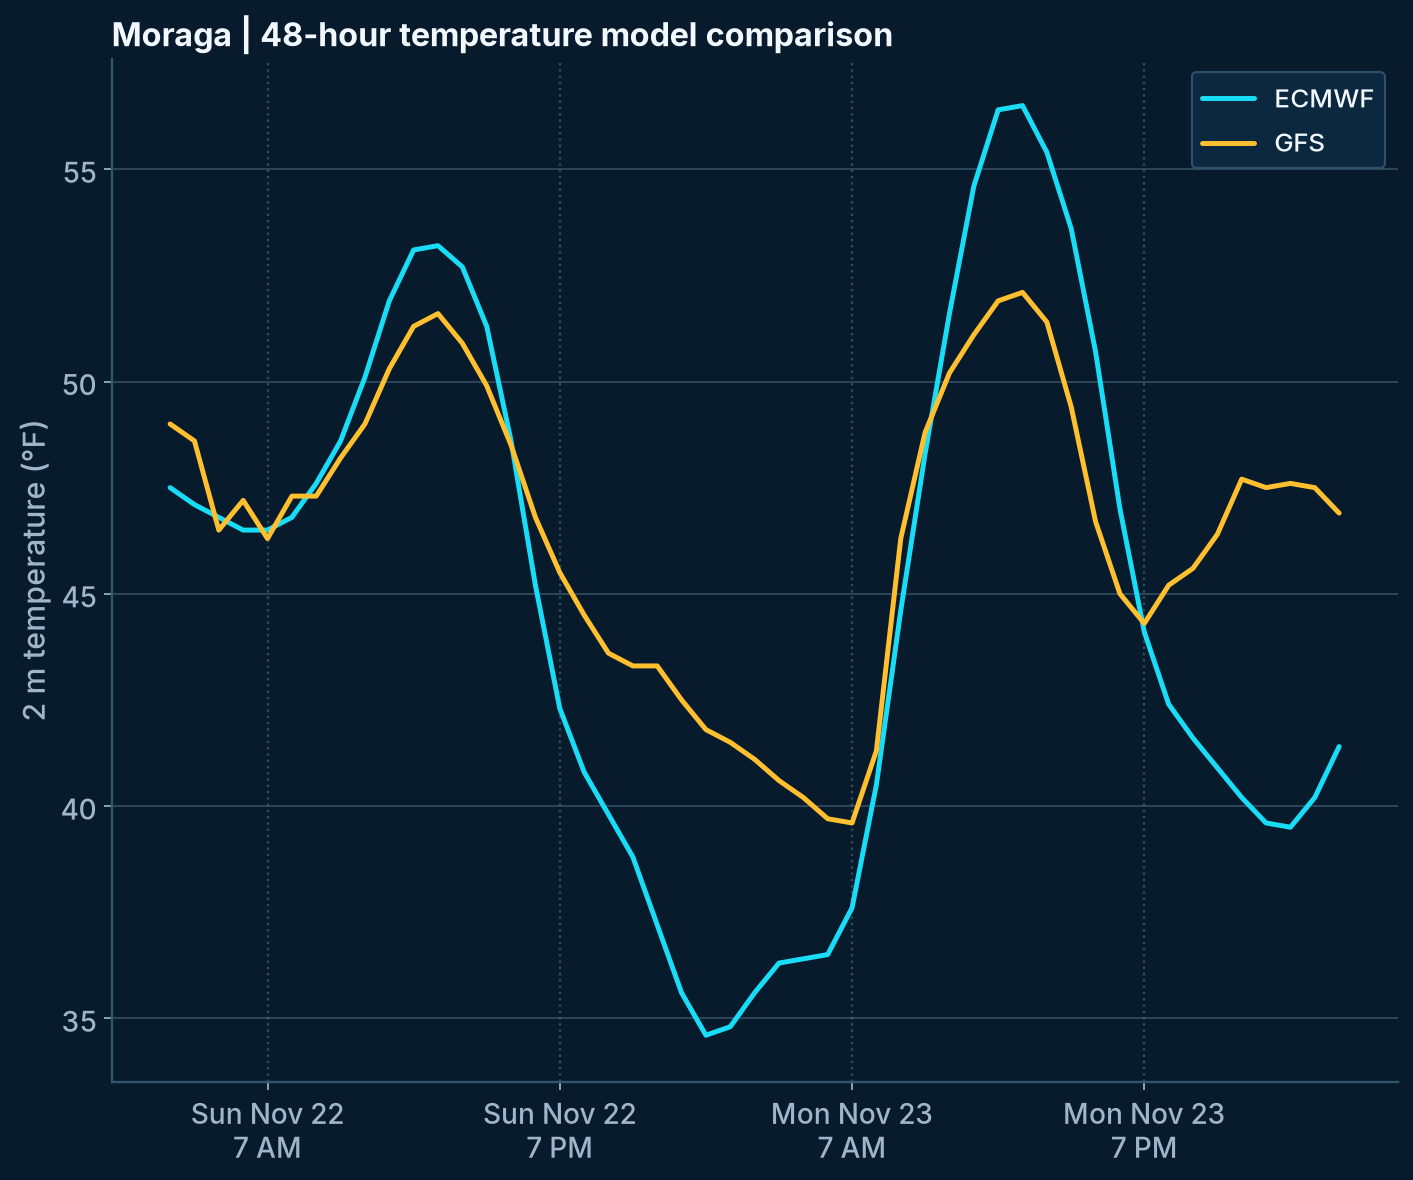 Moraga | 48-hour temperature model comparison
ECMWF
GFS
2 m temperature (°F)
55
50
45
40
35
Sun Nov 22
7 AM
Sun Nov 22
7 PM
Mon Nov 23
7 AM
Mon Nov 23
7 PM